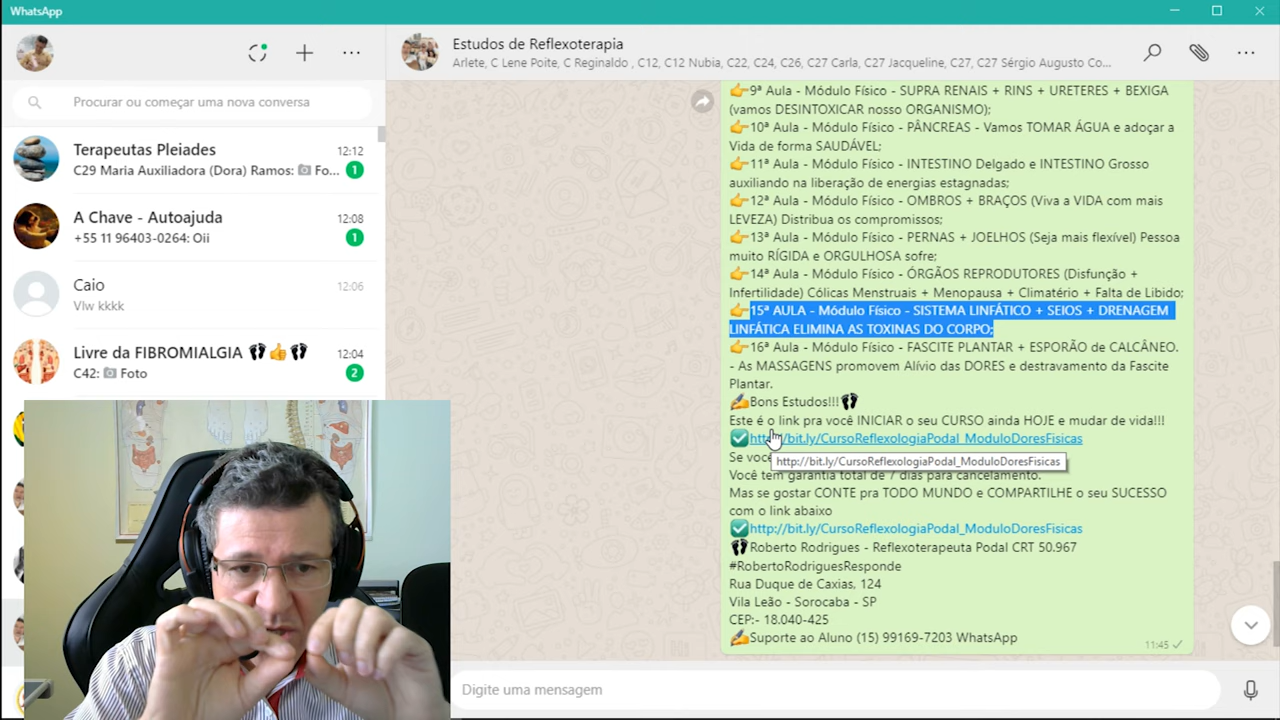 WhatsApp
Estudos de Reflexoterapia
Arlete, C Lene Poite, C Reginaldo , C12, C12 Nubia, C22, C24, C26, C27 Carla, C27 Jacqueline, C27, C27 Sérgio Augusto Co...
Procurar ou começar uma nova conversa
Terapeutas Pleiades 12:12
C29 Maria Auxiliadora (Dora) Ramos: 📷 Fo... 1
A Chave - Autoajuda 12:08
+55 11 96403-0264: Oii 1
Caio 12:06
Vlw kkkk
Livre da FIBROMIALGIA 👣👍👣 12:04
C42: 📷 Foto 2
👉9ª Aula - Módulo Físico - SUPRA RENAIS + RINS + URETERES + BEXIGA
(vamos DESINTOXICAR nosso ORGANISMO);
👉10ª Aula - Módulo Físico - PÂNCREAS - Vamos TOMAR ÁGUA e adoçar a
Vida de forma SAUDÁVEL;
👉11ª Aula - Módulo Físico - INTESTINO Delgado e INTESTINO Grosso
auxiliando na liberação de energias estagnadas;
👉12ª Aula - Módulo Físico - OMBROS + BRAÇOS (Viva a VIDA com mais
LEVEZA) Distribua os compromissos;
👉13ª Aula - Módulo Físico - PERNAS + JOELHOS (Seja mais flexível) Pessoa
muito RÍGIDA e ORGULHOSA sofre;
👉14ª Aula - Módulo Físico - ÓRGÃOS REPRODUTORES (Disfunção +
Infertilidade) Cólicas Menstruais + Menopausa + Climatério + Falta de Libido;
👉15ª AULA - Módulo Físico - SISTEMA LINFÁTICO + SEIOS + DRENAGEM
LINFÁTICA ELIMINA AS TOXINAS DO CORPO;
👉16ª Aula - Módulo Físico - FASCITE PLANTAR + ESPORÃO de CALCÂNEO.
- As MASSAGENS promovem Alívio das DORES e destravamento da Fascite
Plantar.
✍Bons Estudos!!!👣
Este é o link pra você INICIAR o seu CURSO ainda HOJE e mudar de vida!!!
✅http://bit.ly/CursoReflexologiaPodal_ModuloDoresFisicas
Se você
http://bit.ly/CursoReflexologiaPodal_ModuloDoresFisicas
Você tem garantia total de 7 dias para cancelamento.
Mas se gostar CONTE pra TODO MUNDO e COMPARTILHE o seu SUCESSO
com o link abaixo
✅http://bit.ly/CursoReflexologiaPodal_ModuloDoresFisicas
👣Roberto Rodrigues - Reflexoterapeuta Podal CRT 50.967
#RobertoRodriguesResponde
Rua Duque de Caxias, 124
Vila Leão - Sorocaba - SP
CEP:- 18.040-425
✍Suporte ao Aluno (15) 99169-7203 WhatsApp
11:45
Digite uma mensagem